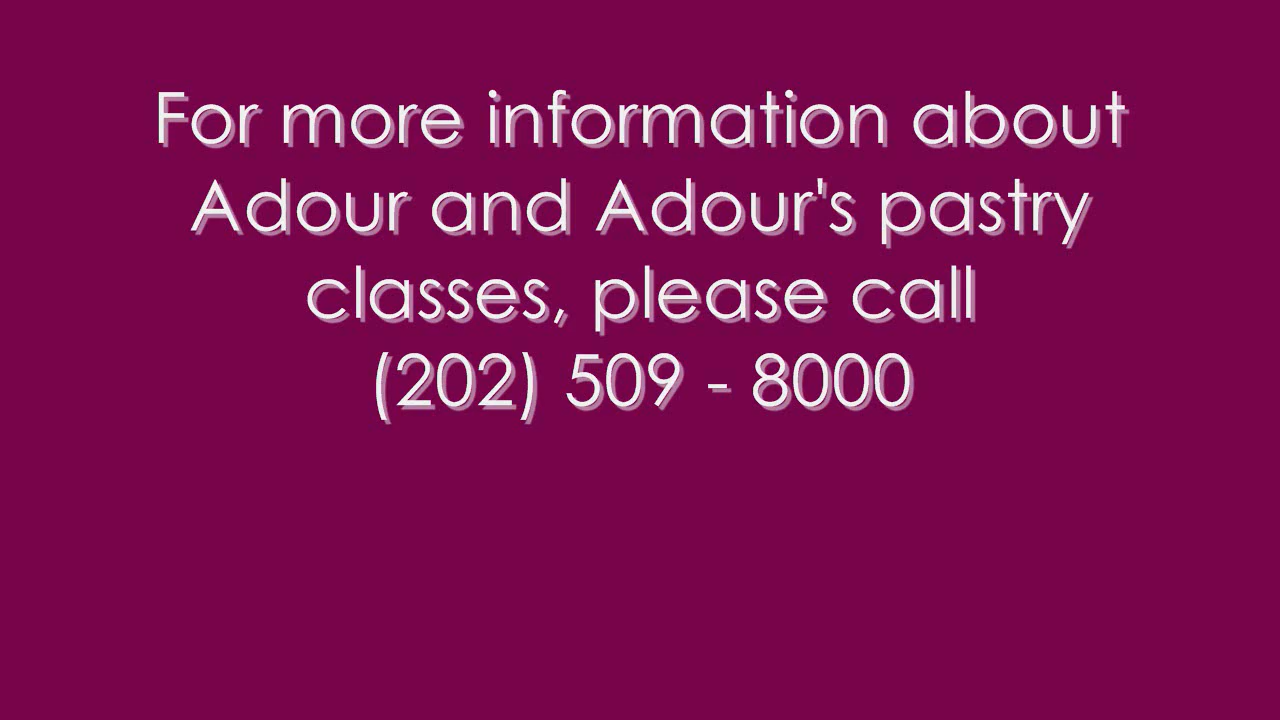 For more information about
Adour and Adour's pastry
classes, please call
(202) 509 - 8000